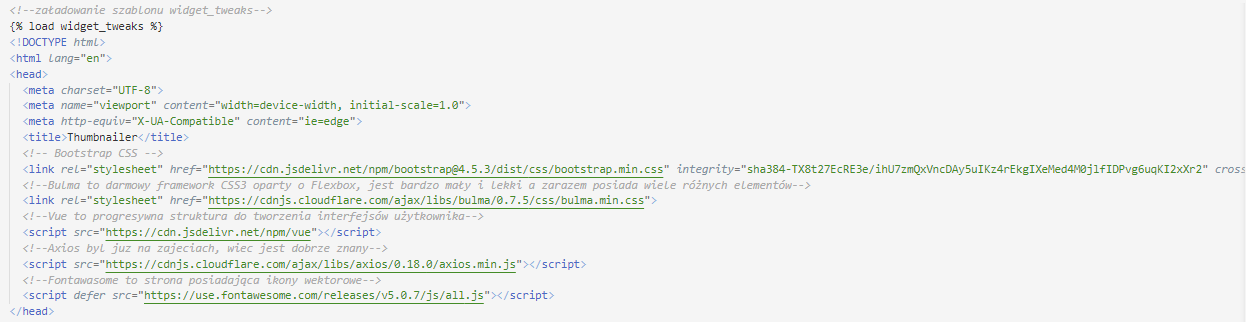 <!--załadowanie szablonu widget_tweaks-->
{% load widget_tweaks %}
<!DOCTYPE html>
<html lang="en">
<head>
<meta charset="UTF-8">
<meta name="viewport" content="width=device-width, initial-scale=1.0">
<meta http-equiv="X-UA-Compatible" content="ie=edge">
<title>Thumbnailer</title>
<!-- Bootstrap CSS -->
<link rel="stylesheet" href="https://cdn.jsdelivr.net/npm/bootstrap@4.5.3/dist/css/bootstrap.min.css" integrity="sha384-TX8t27EcRE3e/ihU7zmQxVncDAy5uIKz4rEkgIXeMed4M0jlfIDPvg6uqKI2xXr2" cross
<!--Bulma to darmowy framework CSS3 oparty o Flexbox, jest bardzo mały i lekki a zarazem posiada wiele różnych elementów-->
<link rel="stylesheet" href="https://cdnjs.cloudflare.com/ajax/libs/bulma/0.7.5/css/bulma.min.css">
<!--Vue to progresywna struktura do tworzenia interfejsów użytkownika-->
<script src="https://cdn.jsdelivr.net/npm/vue"></script>
<!--Axios byl juz na zajeciach, wiec jest dobrze znany-->
<script src="https://cdnjs.cloudflare.com/ajax/libs/axios/0.18.0/axios.min.js"></script>
<!--Fontawasome to strona posiadająca ikony wektorowe-->
<script defer src="https://use.fontawesome.com/releases/v5.0.7/js/all.js"></script>
</head>